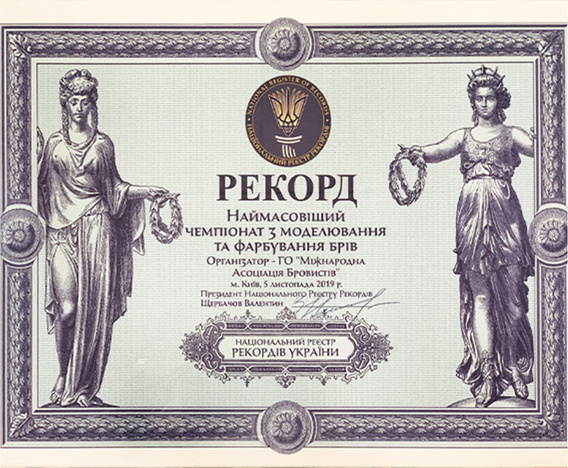 NATIONAL REGISTER OF RECORDS
НАЦІОНАЛЬНИЙ РЕЄСТР РЕКОРДІВ
РЕКОРД
НАЙМАСОВІШИЙ
ЧЕМПІОНАТ З МОДЕЛЮВАННЯ
ТА ФАРБУВАННЯ БРІВ
ОРГАНІЗАТОР - ГО "МІЖНАРОДНА
АСОЦІАЦІЯ БРОВИСТІВ"
м. Київ, 5 листопада 2019 р.
ПРЕЗИДЕНТ НАЦІОНАЛЬНОГО РЕЄСТРУ РЕКОРДІВ
ЩЕРБАЧОВ ВАЛЕНТИН
НАЦІОНАЛЬНИЙ РЕЄСТР
РЕКОРДІВ УКРАЇНИ